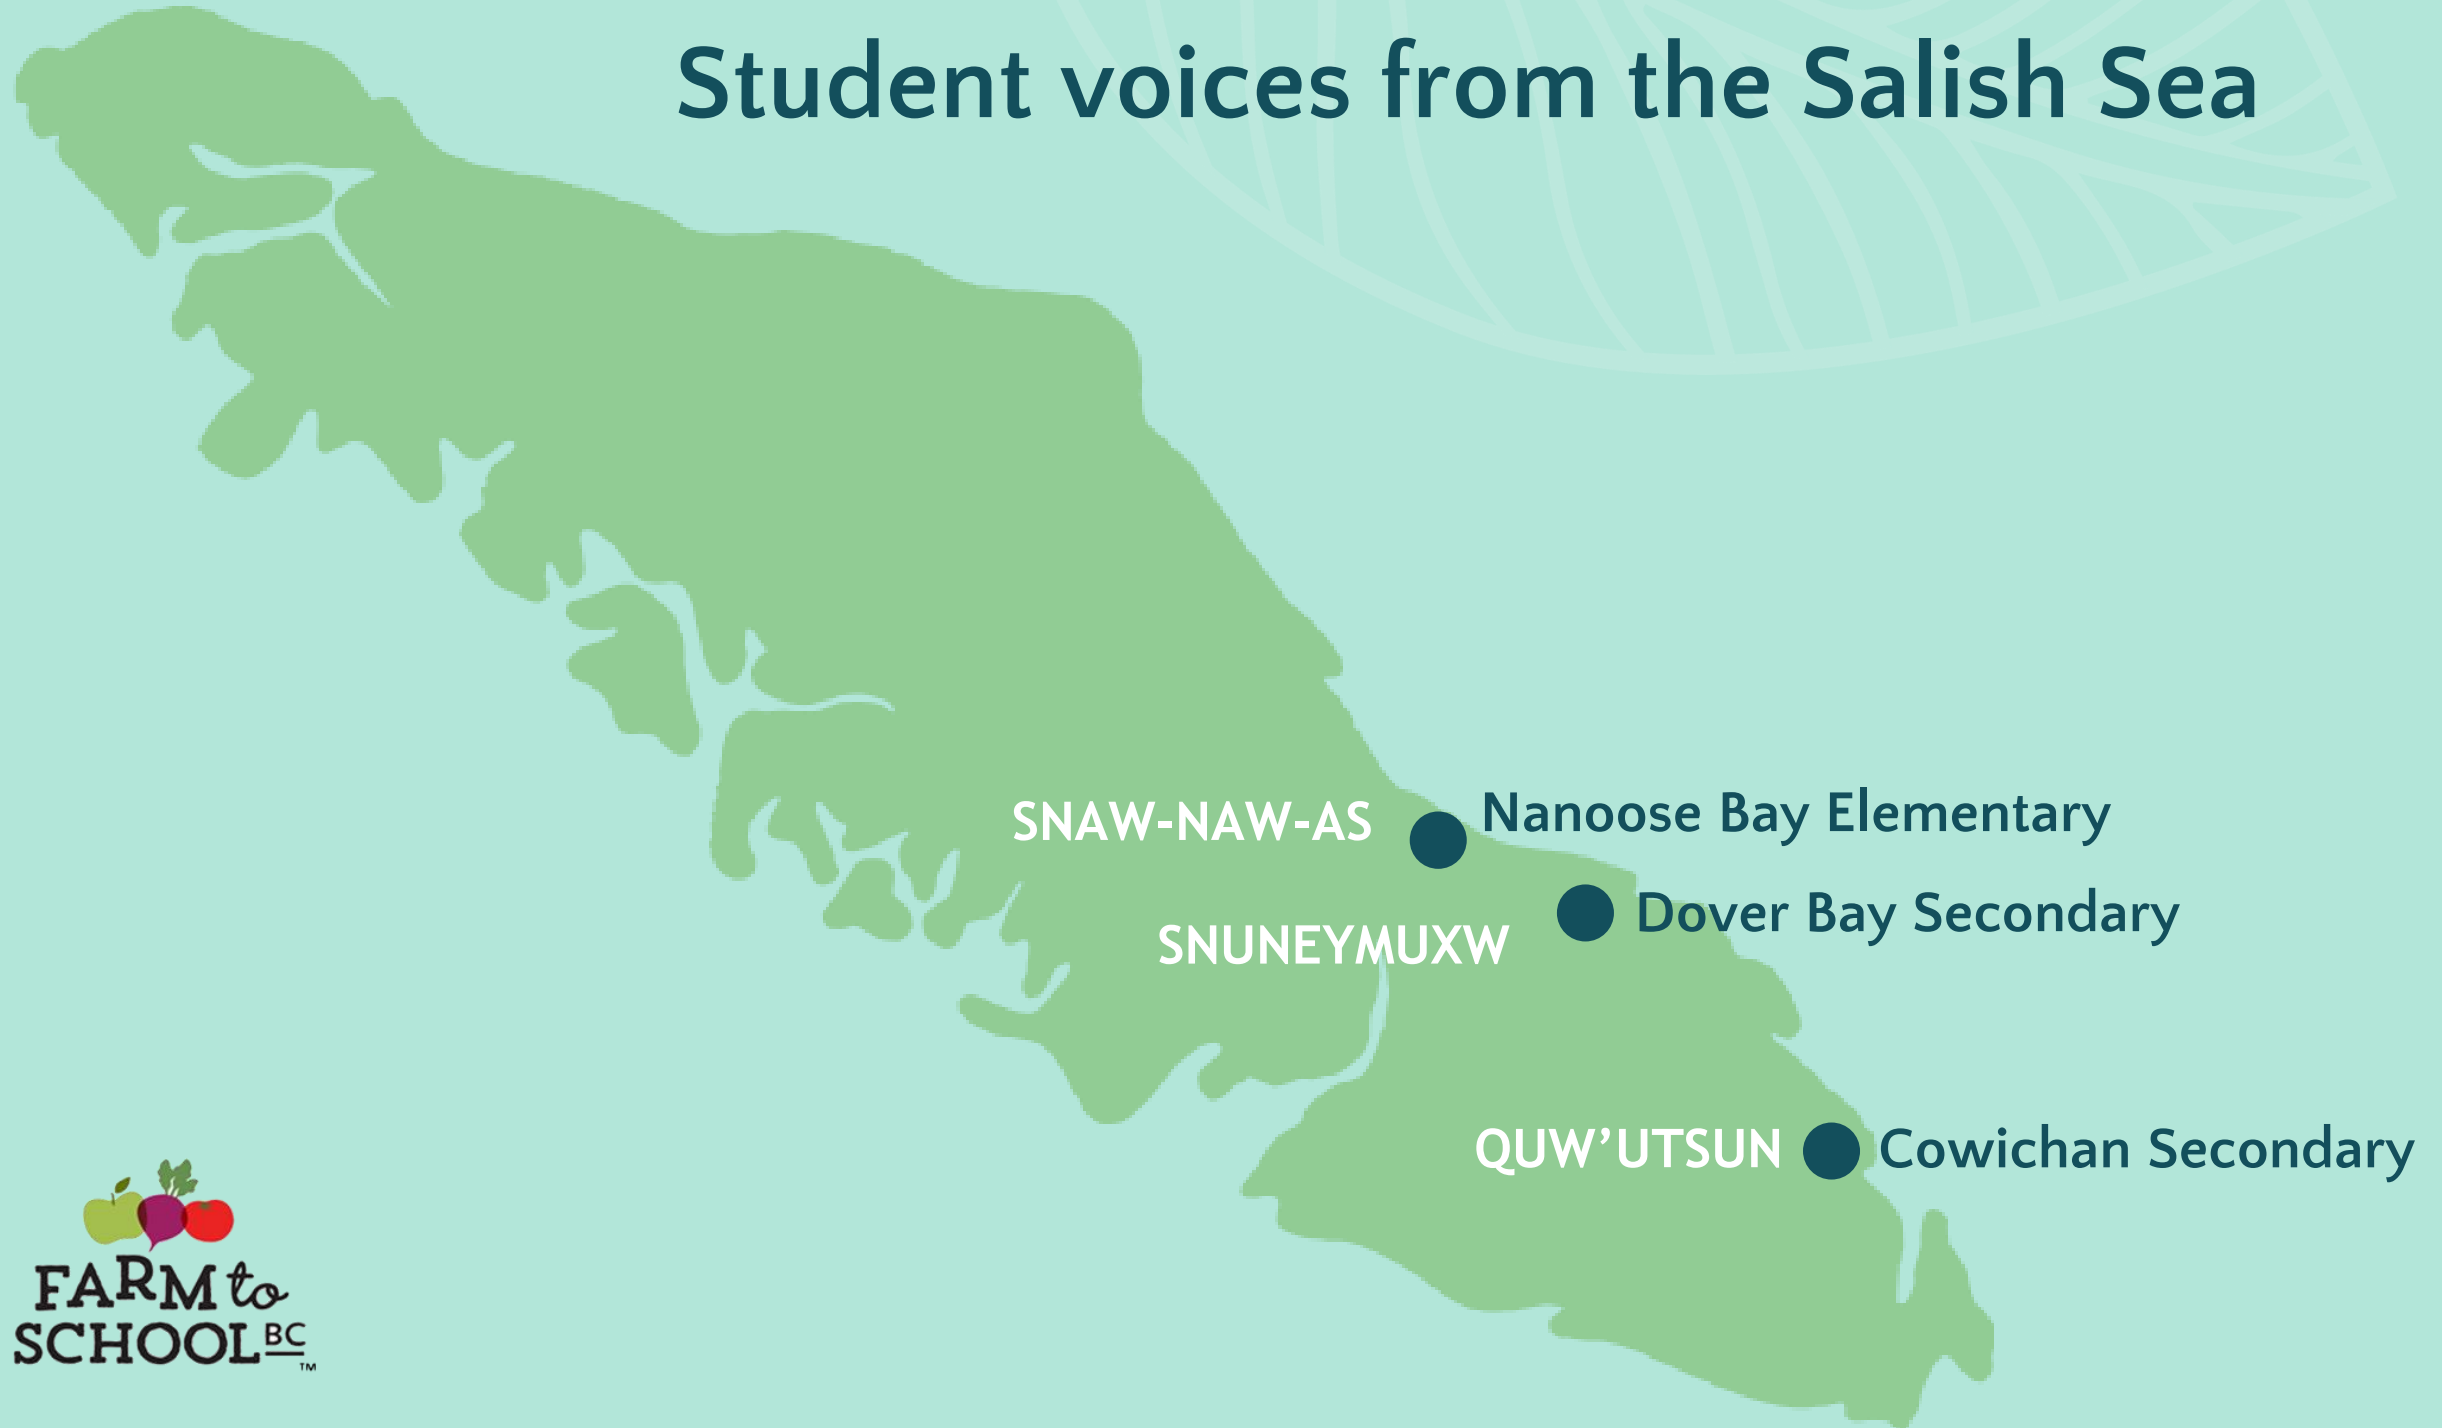 Student voices from the Salish Sea
SNAW-NAW-AS
Nanoose Bay Elementary
Dover Bay Secondary
SNUNEYMUXW
QUW’UTSUN
Cowichan Secondary
FARM to
SCHOOL BC
™